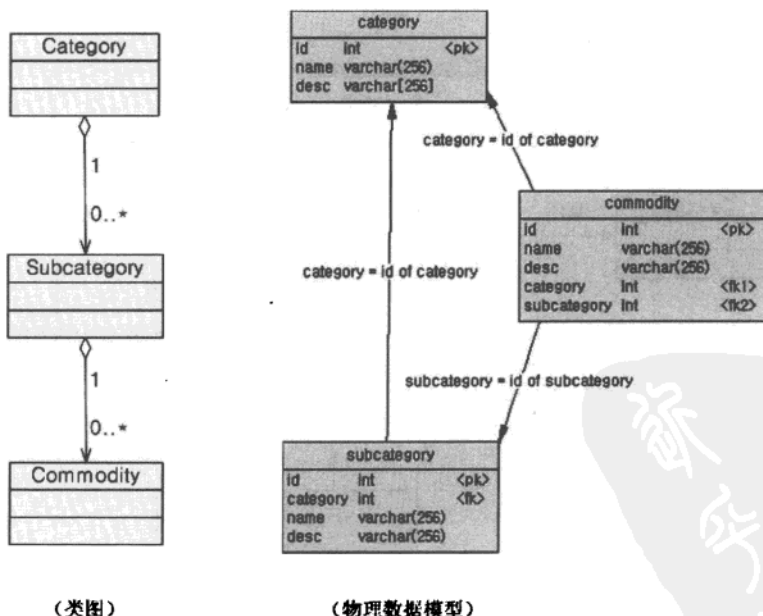 Category
1
0..*
Subcategory
1
0..*
Commodity
(类图)
category
id int <pk>
name varchar(256)
desc varchar[256]
category = id of category
commodity
id int <pk>
name varchar(256)
desc varchar(256)
category int <fk1>
subcategory int <fk2>
category = id of category
subcategory = id of subcategory
subcategory
id int <pk>
category int <fk>
name varchar(256)
desc varchar(256)
(物理数据模型)